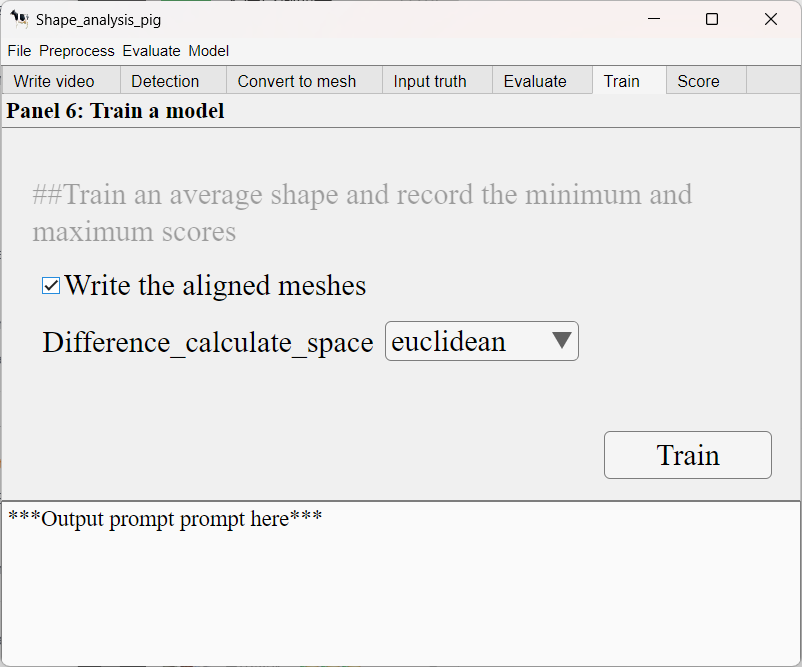 Shape_analysis_pig
File Preprocess Evaluate Model
Write video Detection Convert to mesh Input truth Evaluate Train Score
Panel 6: Train a model
##Train an average shape and record the minimum and
maximum scores
Write the aligned meshes
Difference_calculate_space euclidean
Train
***Output prompt prompt here***